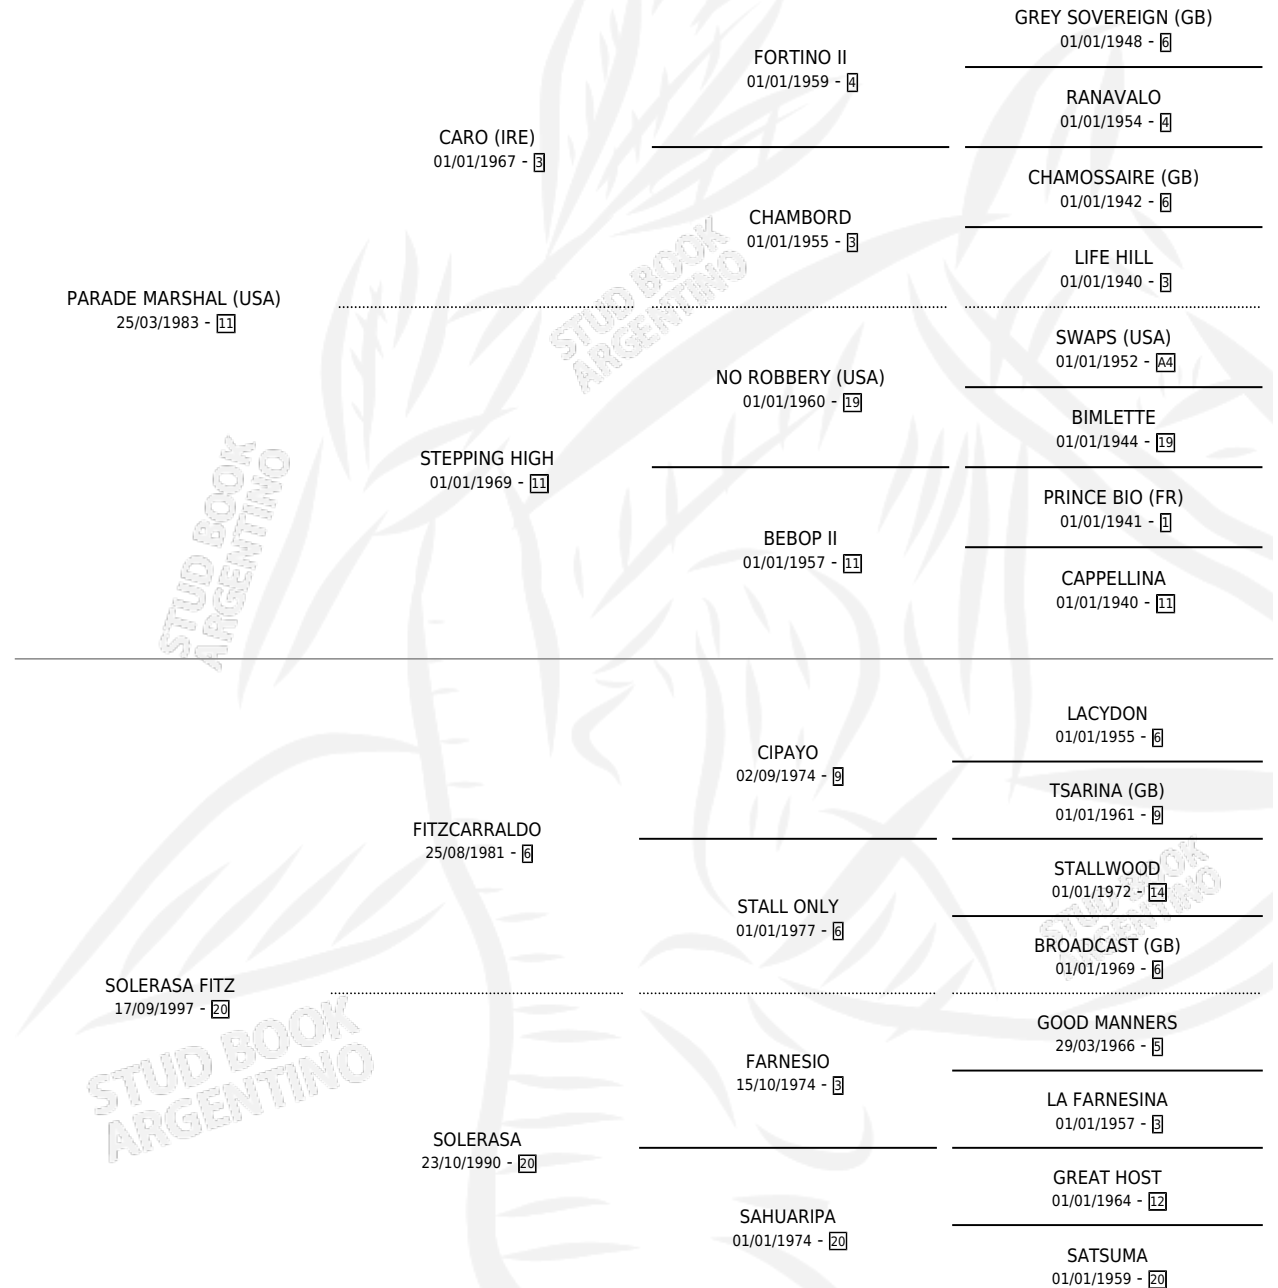 GREY SOVEREIGN (GB)
01/01/1948 - 6
FORTINO II
01/01/1959 - 4
RANAVALO
01/01/1954 - 4
CARO (IRE)
01/01/1967 - 3
CHAMOSSAIRE (GB)
01/01/1942 - 6
CHAMBORD
01/01/1955 - 3
LIFE HILL
01/01/1940 - 3
PARADE MARSHAL (USA)
25/03/1983 - 11
SWAPS (USA)
01/01/1952 - A4
NO ROBBERY (USA)
01/01/1960 - 19
BIMLETTE
01/01/1944 - 19
STEPPING HIGH
01/01/1969 - 11
PRINCE BIO (FR)
01/01/1941 - 1
BEBOP II
01/01/1957 - 11
CAPPELLINA
01/01/1940 - 11
STUD BOOK
ARGENTINO
STUD BOOK
ARGENTINO
LACYDON
01/01/1955 - 6
CIPAYO
02/09/1974 - 9
TSARINA (GB)
01/01/1961 - 9
FITZCARRALDO
25/08/1981 - 6
STALLWOOD
01/01/1972 - 14
STALL ONLY
01/01/1977 - 6
BROADCAST (GB)
01/01/1969 - 6
SOLERASA FITZ
17/09/1997 - 20
GOOD MANNERS
29/03/1966 - 5
FARNESIO
15/10/1974 - 3
LA FARNESINA
01/01/1957 - 3
SOLERASA
23/10/1990 - 20
GREAT HOST
01/01/1964 - 12
SAHUARIPA
01/01/1974 - 20
SATSUMA
01/01/1959 - 20
STUD BOOK
ARGENTINO
STUD BOOK
ARGENTINO